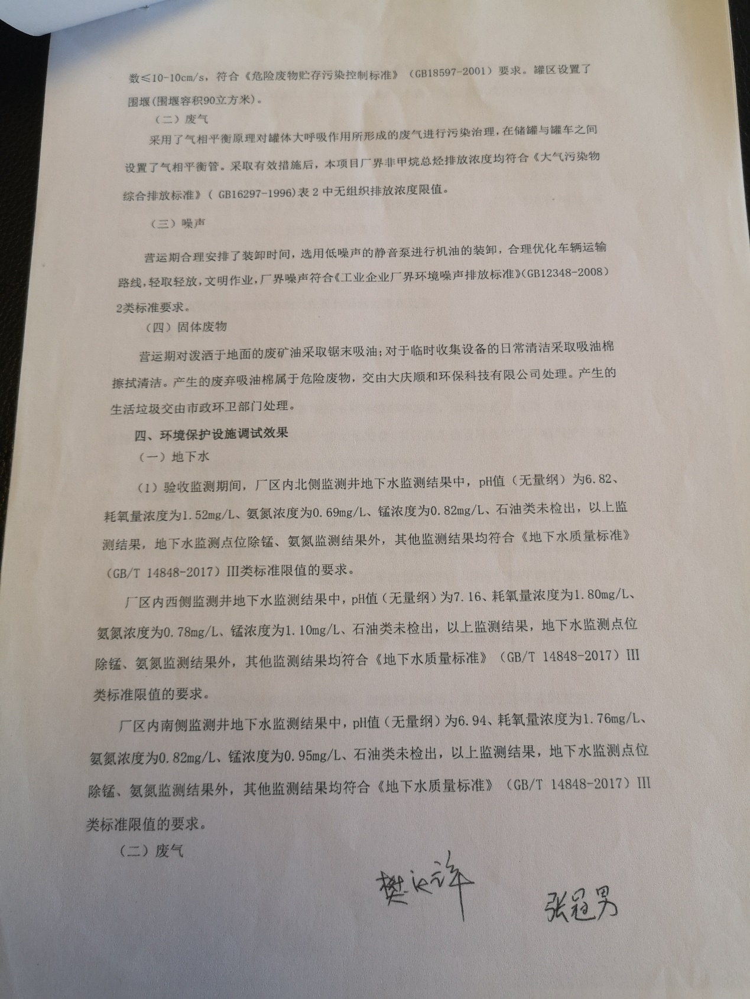 数≤10-10cm/s，符合《危险废物贮存污染控制标准》（GB18597-2001）要求。罐区设置了
围堰(围堰容积90立方米)。
（二）废气
采用了气相平衡原理对罐体大呼吸作用所形成的废气进行污染治理,在储罐与罐车之间
设置了气相平衡管。采取有效措施后，本项目厂界非甲烷总烃排放浓度均符合《大气污染物
综合排放标准》( GB16297-1996)表 2 中无组织排放浓度限值。
（三）噪声
营运期合理安排了装卸时间，选用低噪声的静音泵进行机油的装卸，合理优化车辆运输
路线,轻取轻放,文明作业,厂界噪声符合《工业企业厂界环境噪声排放标准》(GB12348-2008)
2类标准要求。
（四）固体废物
营运期对泼洒于地面的废矿油采取锯末吸油;对于临时收集设备的日常清洁采取吸油棉
擦拭清洁。产生的废弃吸油棉属于危险废物，交由大庆顺和环保科技有限公司处理。产生的
生活垃圾交由市政环卫部门处理。
四、环境保护设施调试效果
（一）地下水
（1）验收监测期间，厂区内北侧监测井地下水监测结果中，pH值（无量纲）为6.82、
耗氧量浓度为1.52mg/L、氨氮浓度为0.69mg/L、锰浓度为0.82mg/L、石油类未检出，以上监
测结果，地下水监测点位除锰、氨氮监测结果外，其他监测结果均符合《地下水质量标准》
（GB/T 14848-2017）III类标准限值的要求。
厂区内西侧监测井地下水监测结果中，pH值（无量纲）为7.16、耗氧量浓度为1.80mg/L、
氨氮浓度为0.78mg/L、锰浓度为1.10mg/L、石油类未检出，以上监测结果，地下水监测点位
除锰、氨氮监测结果外，其他监测结果均符合《地下水质量标准》（GB/T 14848-2017）III
类标准限值的要求。
厂区内南侧监测井地下水监测结果中，pH值（无量纲）为6.94、耗氧量浓度为1.76mg/L、
氨氮浓度为0.82mg/L、锰浓度为0.95mg/L、石油类未检出，以上监测结果，地下水监测点位
除锰、氨氮监测结果外，其他监测结果均符合《地下水质量标准》（GB/T 14848-2017）III
类标准限值的要求。
（二）废气
张冠男